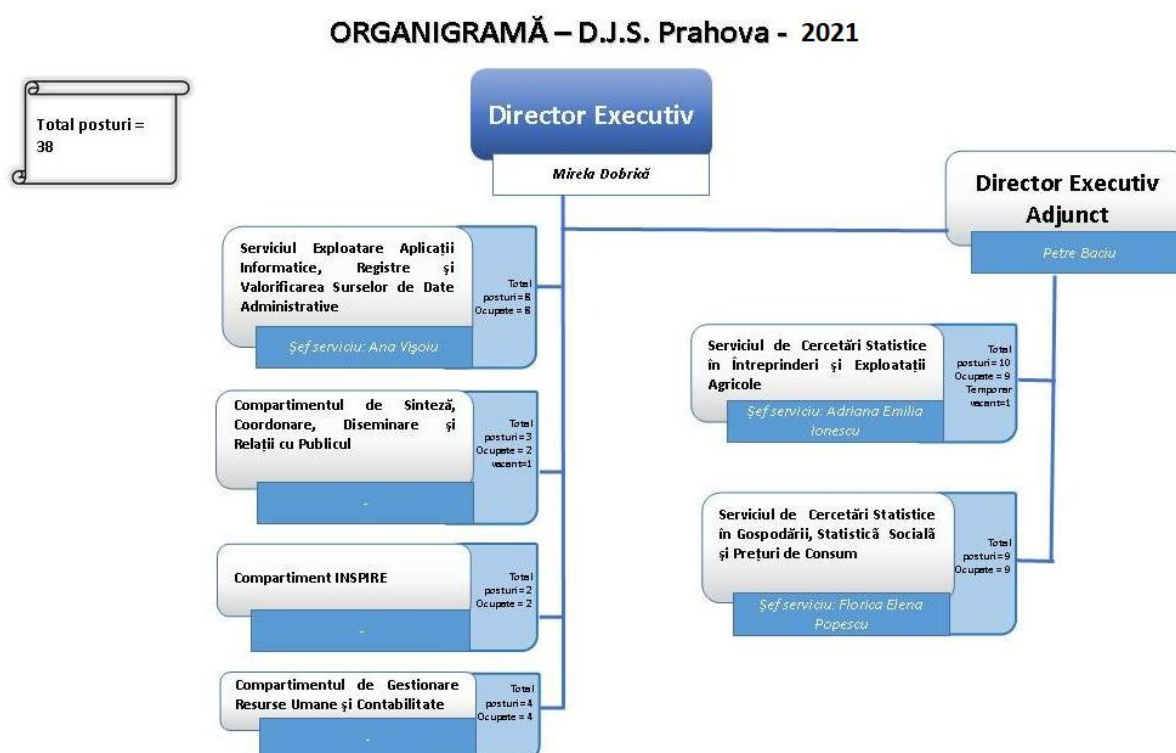 ORGANIGRAMĂ – D.J.S. Prahova - 2021
Total posturi =
38
Director Executiv
Mirela Dobrică
Director Executiv
Adjunct
Petre Baciu
Serviciul Exploatare Aplicații
Informatice, Registre și
Valorificarea Surselor de Date
Administrative
Total
posturi=8
Ocupate = 8
Șef serviciu: Ana Vișoiu
Compartimentul de Sinteză,
Coordonare, Diseminare și
Relații cu Publicul
Total
posturi=3
Ocupate = 2
vacant=1
-
Compartiment INSPIRE
Total
posturi=2
Ocupate = 2
-
Compartimentul de Gestionare
Resurse Umane și Contabilitate
Total
posturi=4
Ocupate = 4
-
Serviciul de Cercetări Statistice
în Întreprinderi și Exploatații
Agricole
Total
posturi= 10
Ocupate = 9
Temporar
vacant=1
Șef serviciu: Adriana Emilia
Ionescu
Serviciul de Cercetări Statistice
în Gospodării, Statistică Socială
și Prețuri de Consum
Total
posturi=9
Ocupate = 9
Șef serviciu: Florica Elena
Popescu